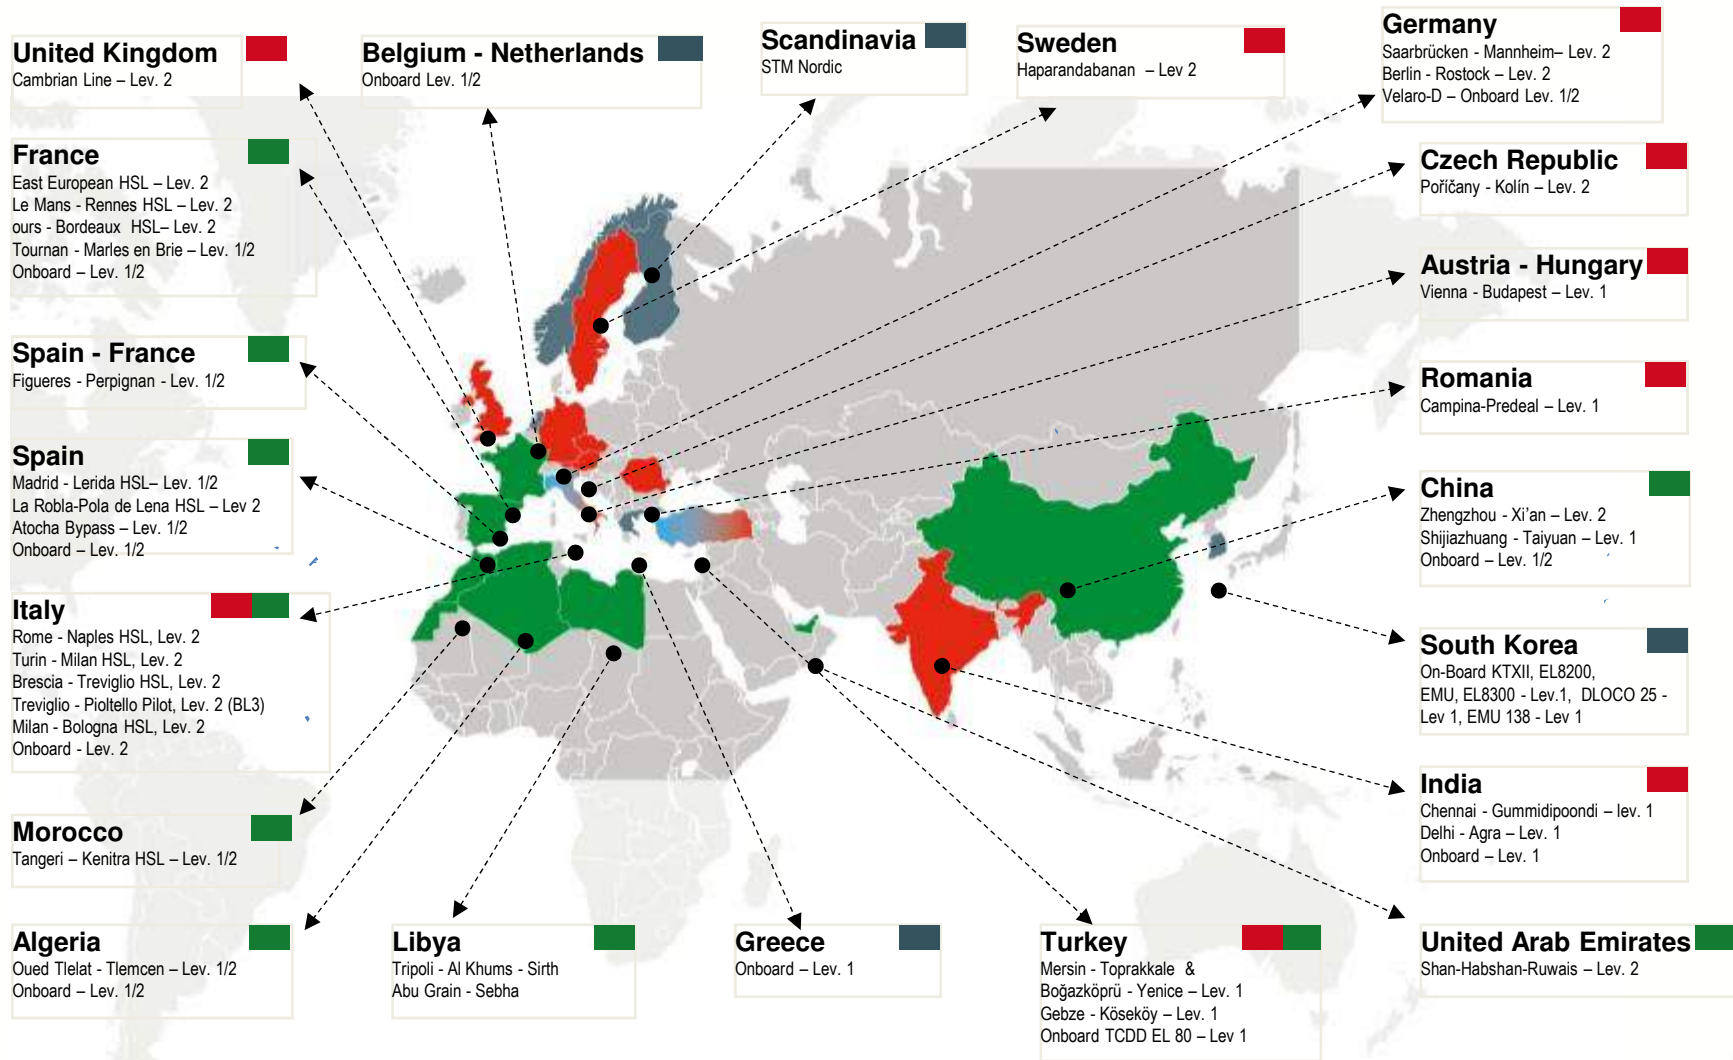 United Kingdom
Cambrian Line – Lev. 2
Belgium - Netherlands
Onboard Lev. 1/2
Scandinavia
STM Nordic
Sweden
Haparandabanan – Lev 2
Germany
Saarbrücken - Mannheim– Lev. 2
Berlin - Rostock – Lev. 2
Velaro-D – Onboard Lev. 1/2
France
East European HSL – Lev. 2
Le Mans - Rennes HSL – Lev. 2
ours - Bordeaux HSL– Lev. 2
Tournan - Marles en Brie – Lev. 1/2
Onboard – Lev. 1/2
Czech Republic
Poříčany - Kolín – Lev. 2
Austria - Hungary
Vienna - Budapest – Lev. 1
Spain - France
Figueres - Perpignan - Lev. 1/2
Romania
Campina-Predeal – Lev. 1
Spain
Madrid - Lerida HSL– Lev. 1/2
La Robla-Pola de Lena HSL – Lev 2
Atocha Bypass – Lev. 1/2
Onboard – Lev. 1/2
China
Zhengzhou - Xi'an – Lev. 2
Shijiazhuang - Taiyuan – Lev. 1
Onboard – Lev. 1/2
Italy
Rome - Naples HSL, Lev. 2
Turin - Milan HSL, Lev. 2
Brescia - Treviglio HSL, Lev. 2
Treviglio - Pioltello Pilot, Lev. 2 (BL3)
Milan - Bologna HSL, Lev. 2
Onboard - Lev. 2
South Korea
On-Board KTXII, EL8200,
EMU, EL8300 - Lev.1, DLOCO 25 -
Lev 1, EMU 138 - Lev 1
India
Chennai - Gummidipoondi – lev. 1
Delhi - Agra – Lev. 1
Onboard – Lev. 1
Morocco
Tangeri – Kenitra HSL – Lev. 1/2
Algeria
Oued Tlelat - Tlemcen – Lev. 1/2
Onboard – Lev. 1/2
Libya
Tripoli - Al Khums - Sirth
Abu Grain - Sebha
Greece
Onboard – Lev. 1
Turkey
Mersin - Toprakkale &
Boğazköprü - Yenice – Lev. 1
Gebze - Köseköy – Lev. 1
Onboard TCDD EL 80 – Lev 1
United Arab Emirates
Shan-Habshan-Ruwais – Lev. 2